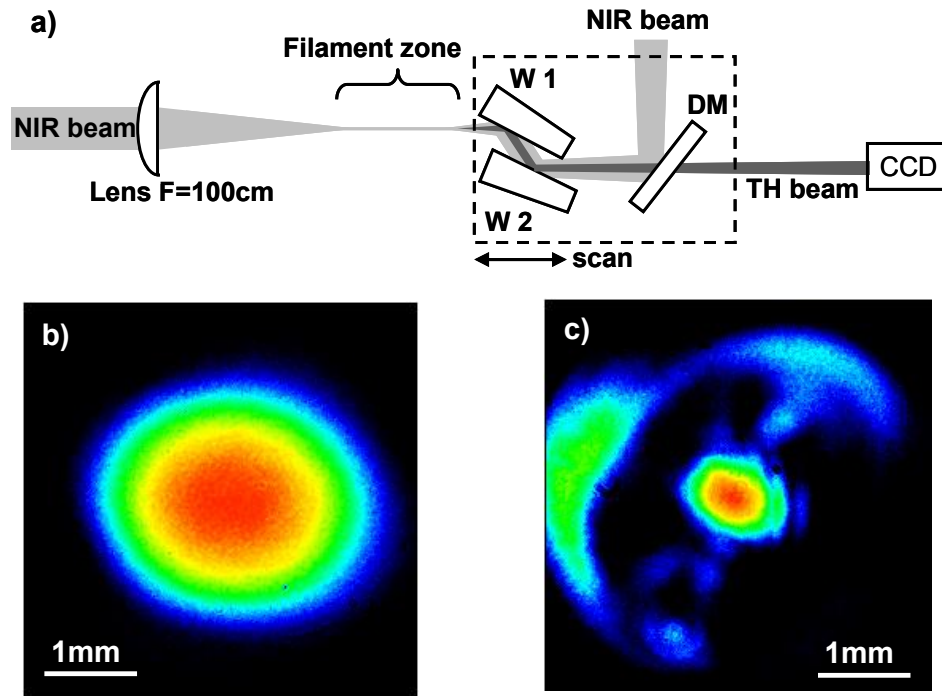 a)
NIR beam
Filament zone
W 1
DM
NIR beam
CCD
TH beam
Lens F=100cm
W 2
scan
b)
c)
1mm
1mm